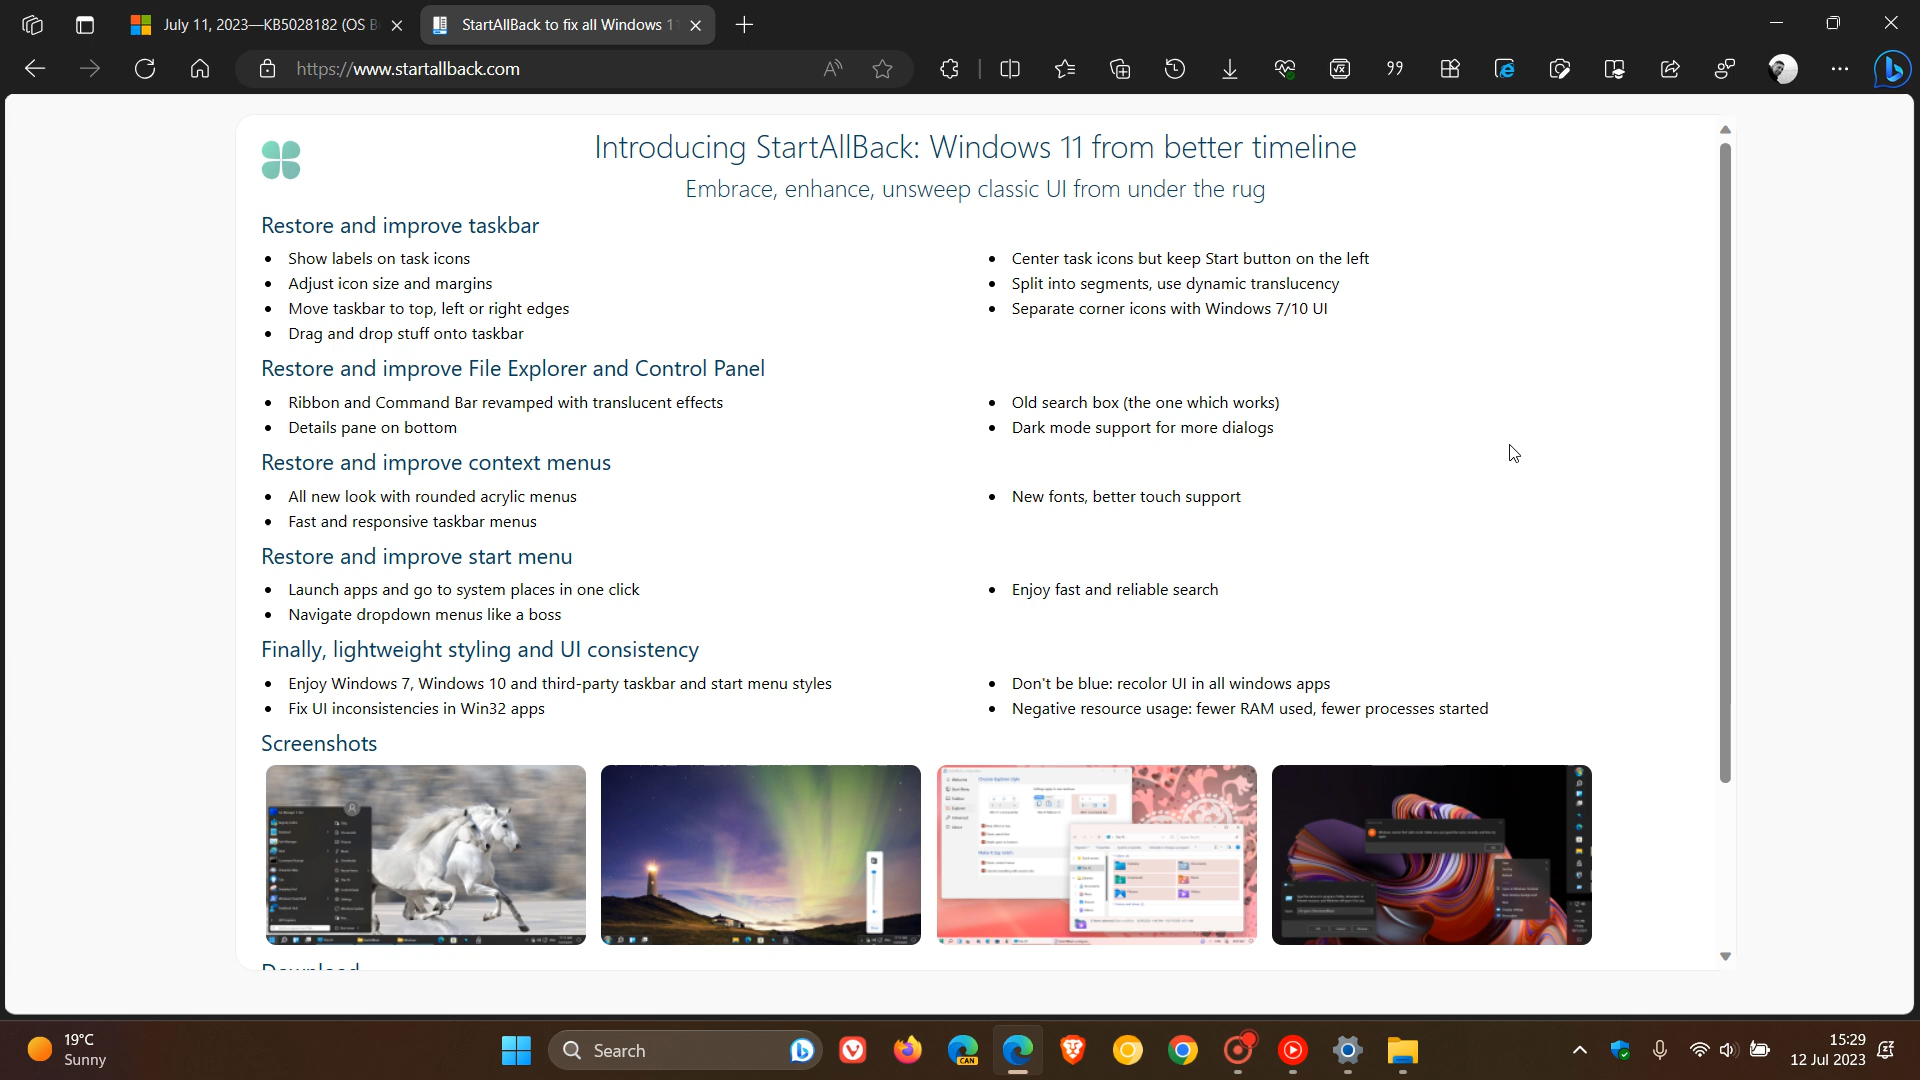 July 11, 2023—KB5028182 (OS B
StartAllBack to fix all Windows 11
https://www.startallback.com
Introducing StartAllBack: Windows 11 from better timeline
Embrace, enhance, unsweep classic UI from under the rug
Restore and improve taskbar
Show labels on task icons
Adjust icon size and margins
Move taskbar to top, left or right edges
Drag and drop stuff onto taskbar
Center task icons but keep Start button on the left
Split into segments, use dynamic translucency
Separate corner icons with Windows 7/10 UI
Restore and improve File Explorer and Control Panel
Ribbon and Command Bar revamped with translucent effects
Details pane on bottom
Old search box (the one which works)
Dark mode support for more dialogs
Restore and improve context menus
All new look with rounded acrylic menus
Fast and responsive taskbar menus
New fonts, better touch support
Restore and improve start menu
Launch apps and go to system places in one click
Navigate dropdown menus like a boss
Enjoy fast and reliable search
Finally, lightweight styling and UI consistency
Enjoy Windows 7, Windows 10 and third-party taskbar and start menu styles
Fix UI inconsistencies in Win32 apps
Don't be blue: recolor UI in all windows apps
Negative resource usage: fewer RAM used, fewer processes started
Screenshots
Download
19°C
Sunny
Search
CAN
15:29
12 Jul 2023